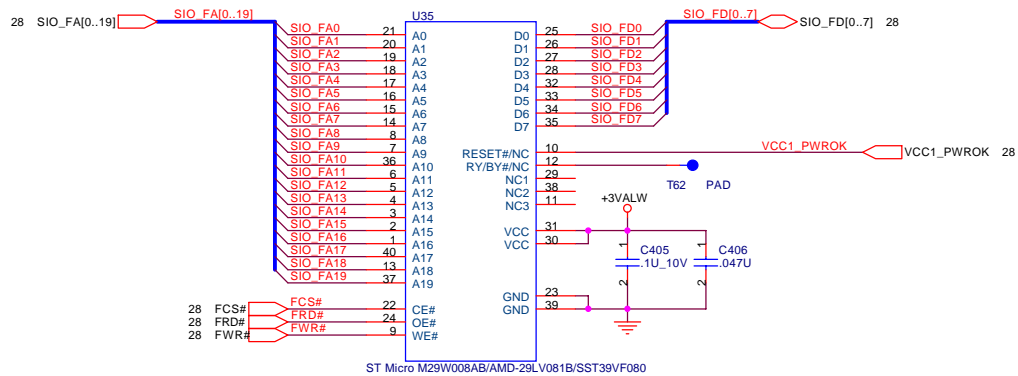 28 SIO_FA[0..19] SIO_FA[0..19] U35 SIO_FD[0..7] SIO_FD[0..7] 28
SIO_FA0 21 A0 D0 25 SIO_FD0
SIO_FA1 20 A1 D1 26 SIO_FD1
SIO_FA2 19 A2 D2 27 SIO_FD2
SIO_FA3 18 A3 D3 28 SIO_FD3
SIO_FA4 17 A4 D4 32 SIO_FD4
SIO_FA5 16 A5 D5 33 SIO_FD5
SIO_FA6 15 A6 D6 34 SIO_FD6
SIO_FA7 14 A7 D7 35 SIO_FD7
SIO_FA8 8 A8
SIO_FA9 7 A9 RESET#/NC 10 VCC1_PWROK VCC1_PWROK 28
SIO_FA10 36 A10 RY/BY#/NC 12
SIO_FA11 6 A11 NC1 29 T62 PAD
SIO_FA12 5 A12 NC2 38
SIO_FA13 4 A13 NC3 11 +3VALW
SIO_FA14 3 A14
SIO_FA15 2 A15 VCC 31
SIO_FA16 1 A16 VCC 30 1 C405 1 C406
SIO_FA17 40 A17 .1U_10V .047U
SIO_FA18 13 A18 2 2
SIO_FA19 37 A19 GND 23
28 FCS# FCS# 22 CE# GND 39
28 FRD# FRD# 24 OE#
28 FWR# FWR# 9 WE#
ST Micro M29W008AB/AMD-29LV081B/SST39VF080